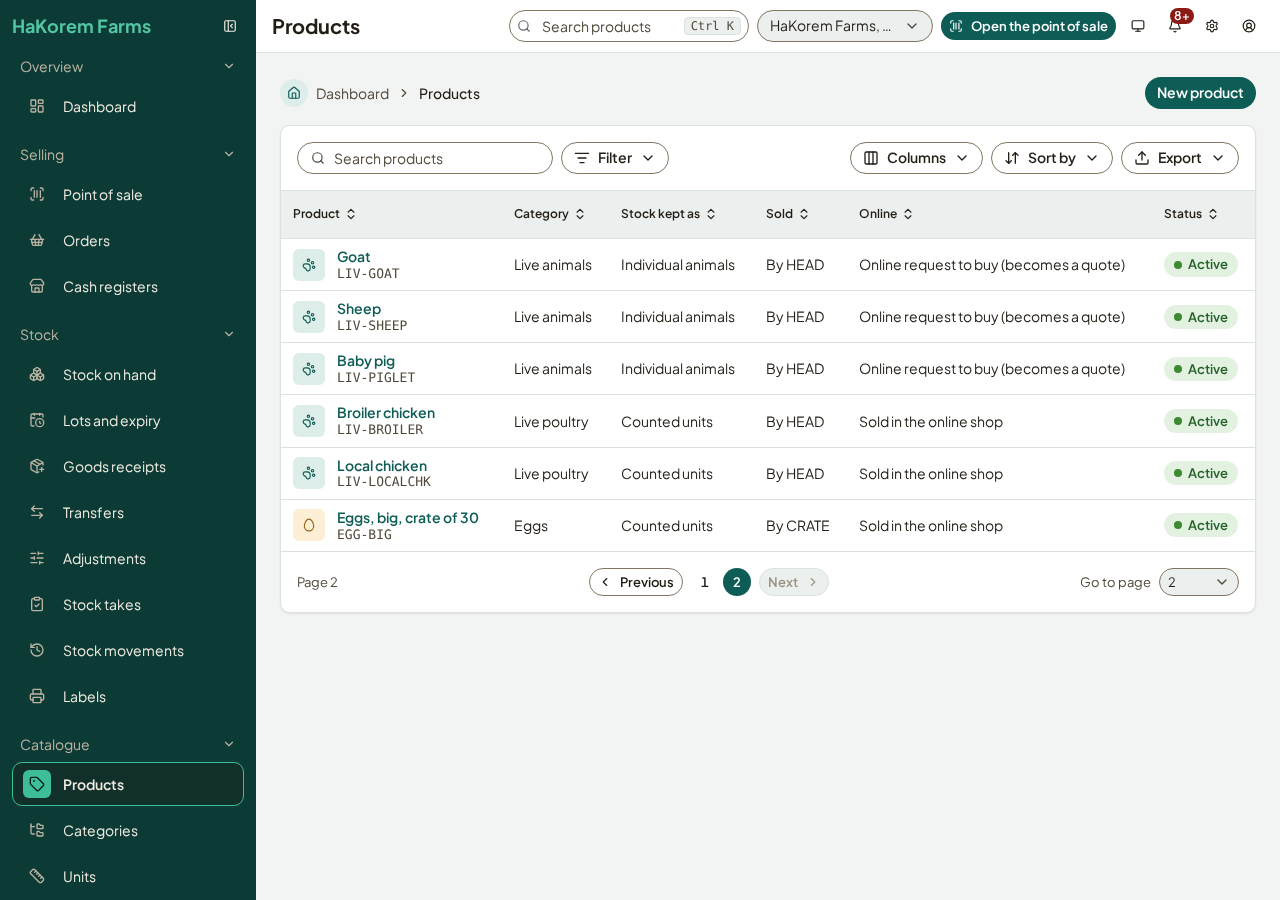 HaKorem Farms
Overview
Dashboard
Selling
Point of sale
Orders
Cash registers
Stock
Stock on hand
Lots and expiry
Goods receipts
Transfers
Adjustments
Stock takes
Stock movements
Labels
Catalogue
Products
Categories
Units
Products
Search products Ctrl K
HaKorem Farms, ...
Open the point of sale
8+
Dashboard > Products
New product
Search products
Filter
Columns
Sort by
Export
Product Category Stock kept as Sold Online Status
Goat
LIV-GOAT
Live animals Individual animals By HEAD Online request to buy (becomes a quote) Active
Sheep
LIV-SHEEP
Live animals Individual animals By HEAD Online request to buy (becomes a quote) Active
Baby pig
LIV-PIGLET
Live animals Individual animals By HEAD Online request to buy (becomes a quote) Active
Broiler chicken
LIV-BROILER
Live poultry Counted units By HEAD Sold in the online shop Active
Local chicken
LIV-LOCALCHK
Live poultry Counted units By HEAD Sold in the online shop Active
Eggs, big, crate of 30
EGG-BIG
Eggs Counted units By CRATE Sold in the online shop Active
Page 2
Previous 1 2 Next
Go to page 2